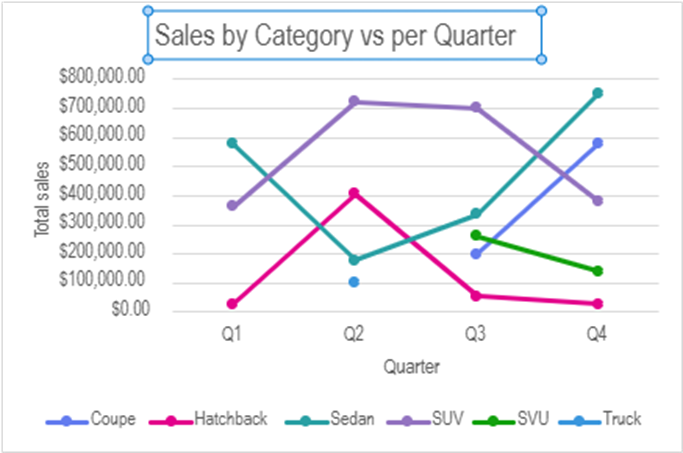 Sales by Category vs per Quarter
$800,000.00
$700,000.00
$600,000.00
$500,000.00
$400,000.00
$300,000.00
$200,000.00
$100,000.00
$0.00
Total sales
Q1 Q2 Q3 Q4
Quarter
Coupe Hatchback Sedan SUV SVU Truck